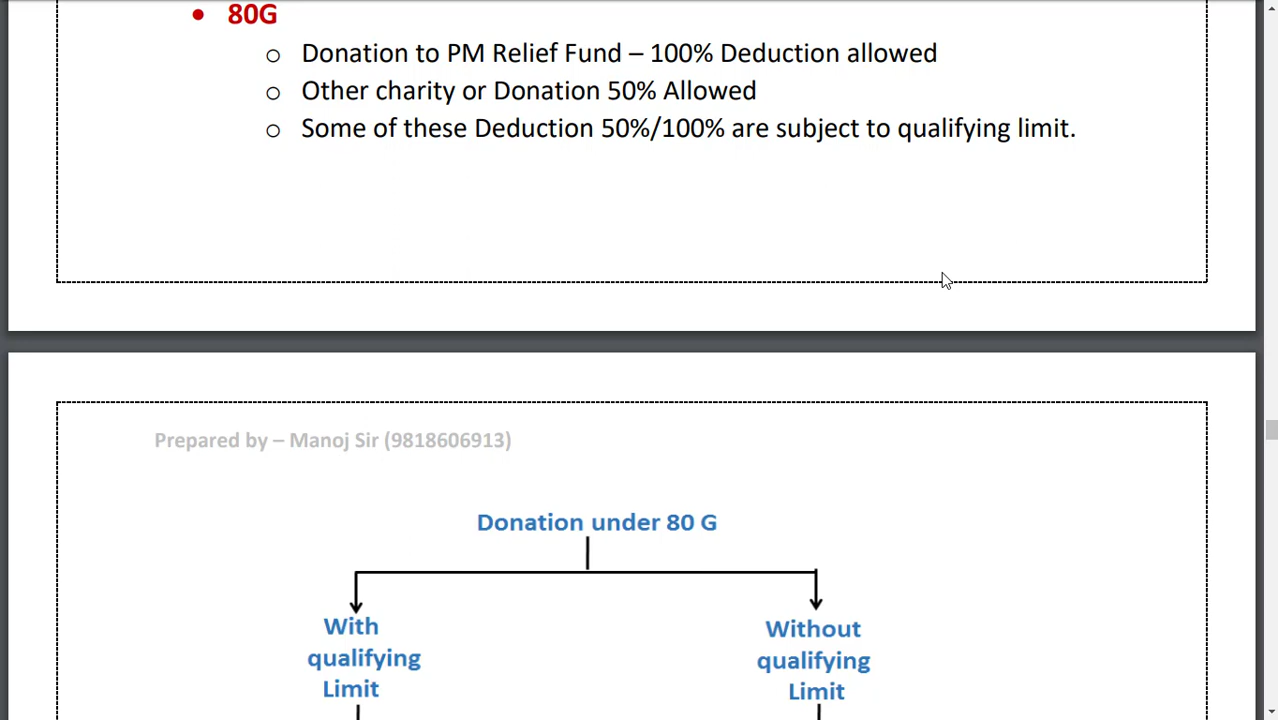 • 80G
o Donation to PM Relief Fund – 100% Deduction allowed
o Other charity or Donation 50% Allowed
o Some of these Deduction 50%/100% are subject to qualifying limit.
Prepared by – Manoj Sir (9818606913)
Donation under 80 G
With
qualifying
Limit
Without
qualifying
Limit